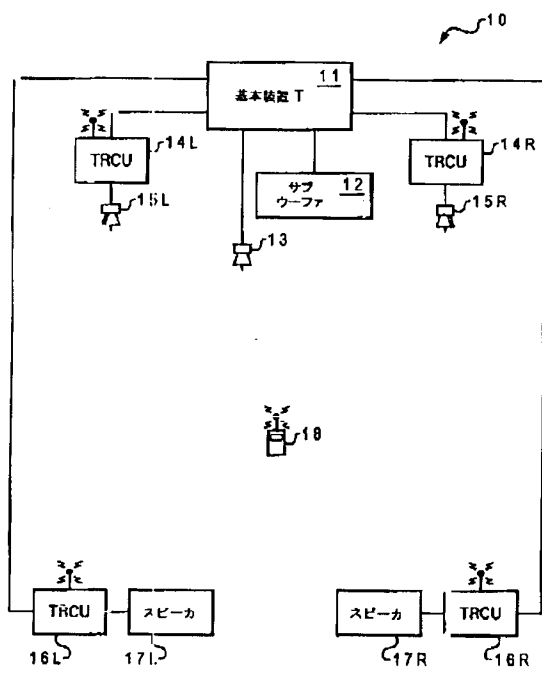 10
基本装置 T 11
TRCU 14L
TRCU 14R
サブ 12
ウーファ
15L
13
15R
18
TRCU
スピーカ
スピーカ
TRCU
16L
17L
17R
16R